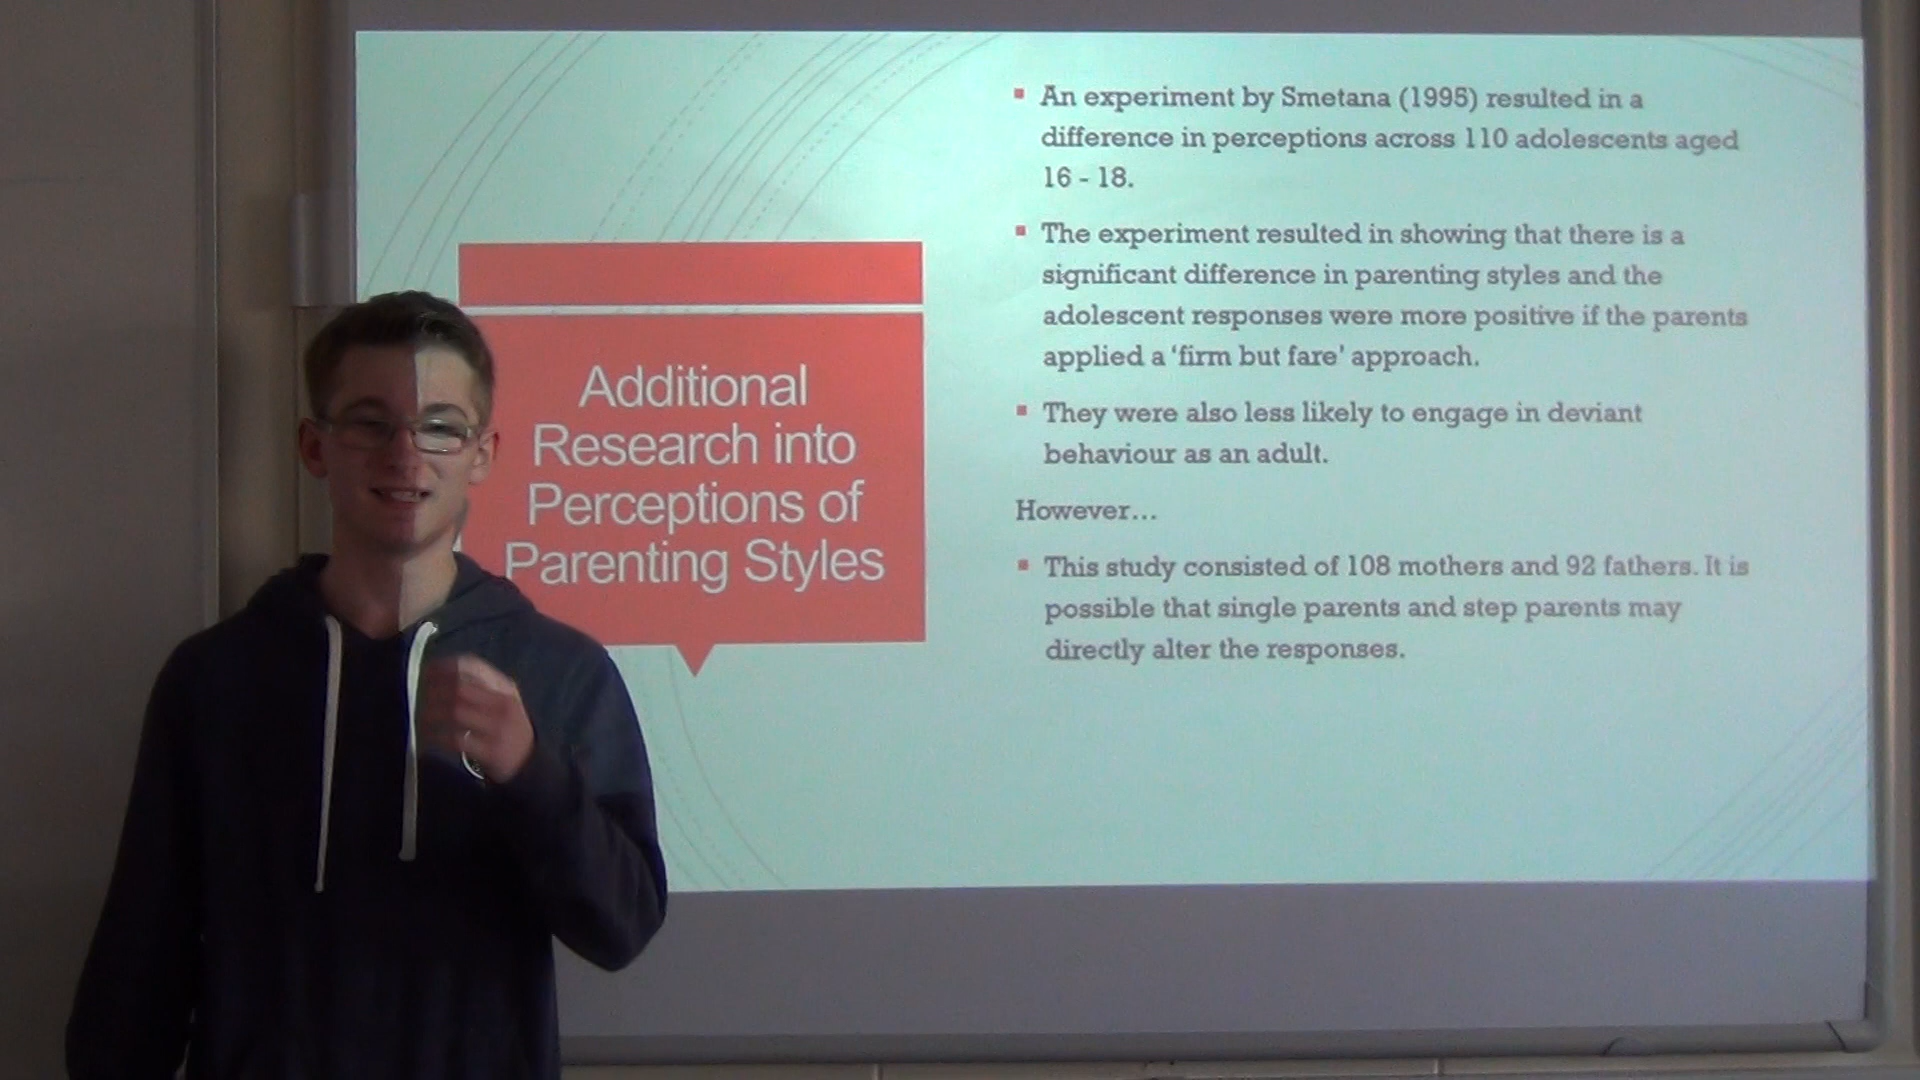 Additional
Research into
Perceptions of
Parenting Styles
▪ An experiment by Smetana (1995) resulted in a
difference in perceptions across 110 adolescents aged
16 - 18.
▪ The experiment resulted in showing that there is a
significant difference in parenting styles and the
adolescent responses were more positive if the parents
applied a ‘firm but fare’ approach.
▪ They were also less likely to engage in deviant
behaviour as an adult.
However…
▪ This study consisted of 108 mothers and 92 fathers. It is
possible that single parents and step parents may
directly alter the responses.